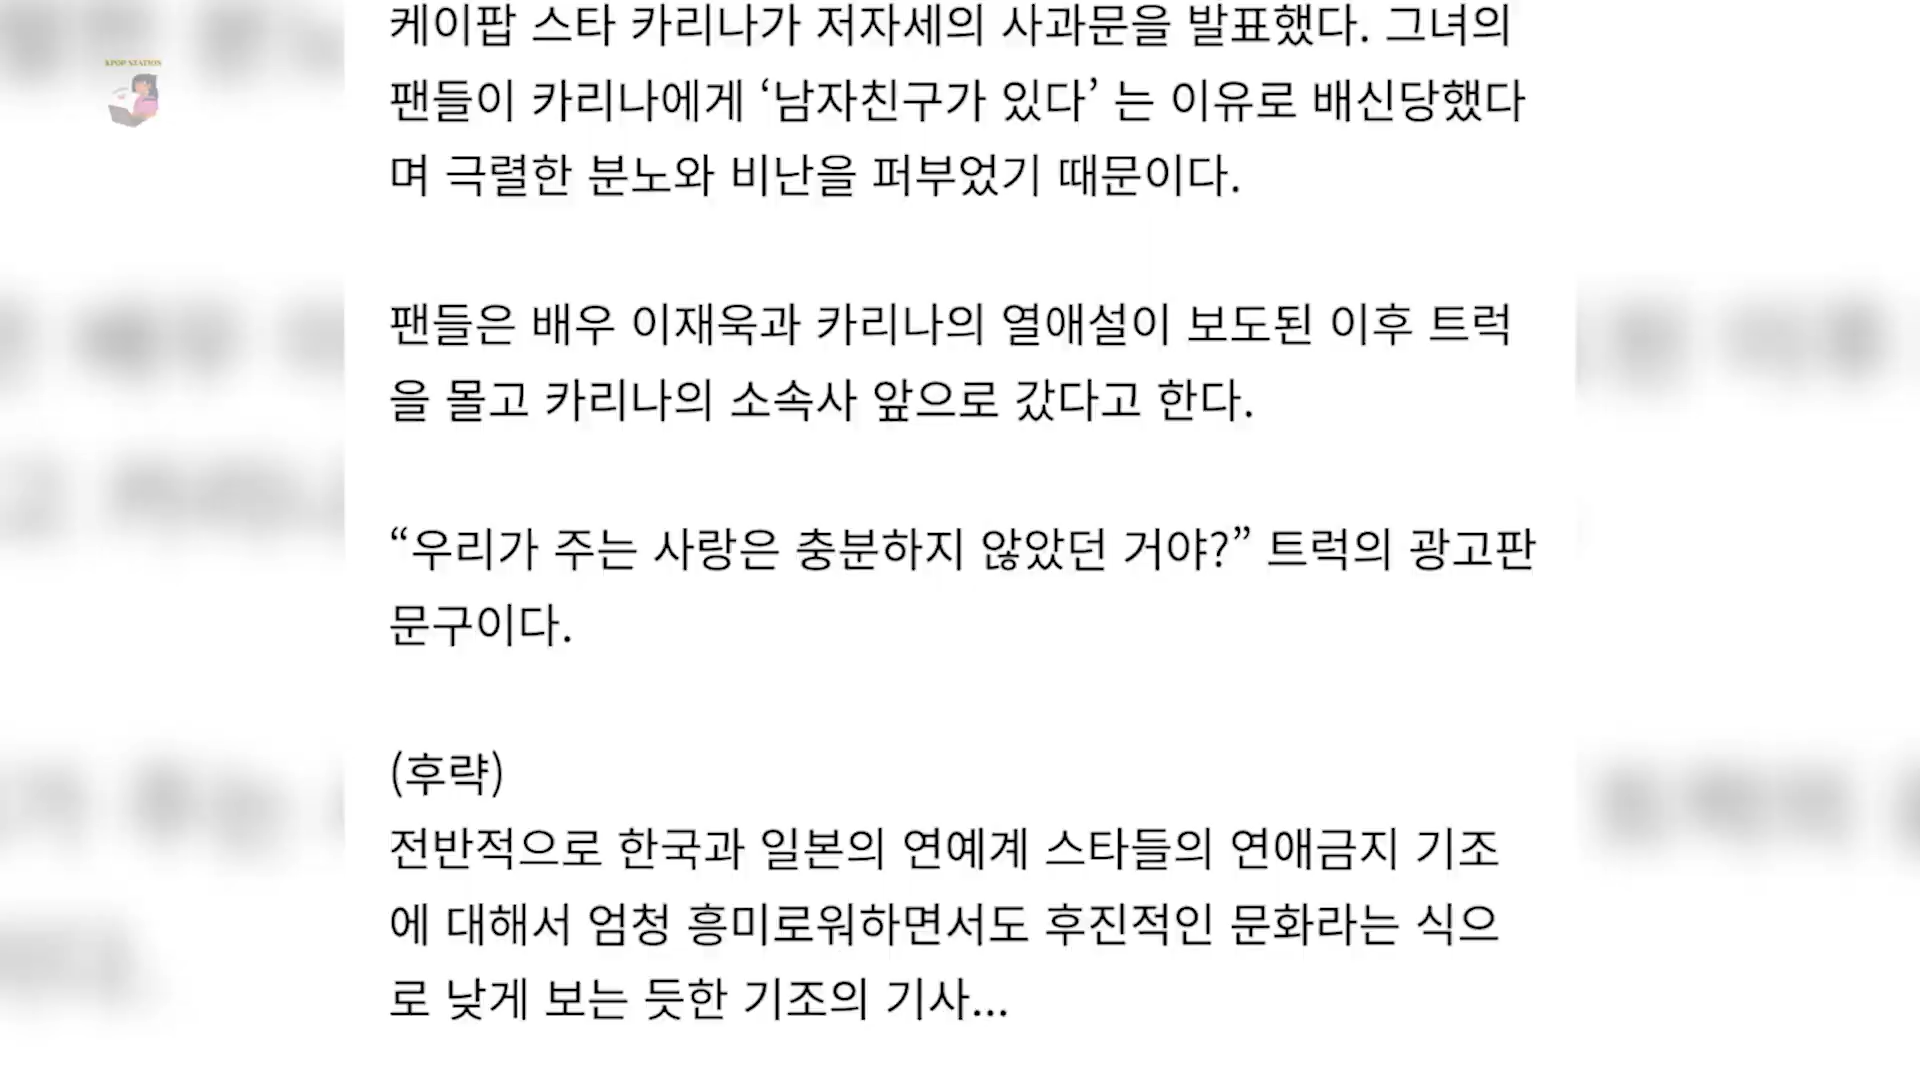 KPOP STATION
케이팝 스타 카리나가 저자세의 사과문을 발표했다. 그녀의
팬들이 카리나에게 ‘남자친구가 있다’ 는 이유로 배신당했다
며 극렬한 분노와 비난을 퍼부었기 때문이다.
팬들은 배우 이재욱과 카리나의 열애설이 보도된 이후 트럭
을 몰고 카리나의 소속사 앞으로 갔다고 한다.
“우리가 주는 사랑은 충분하지 않았던 거야?” 트럭의 광고판
문구이다.
(후략)
전반적으로 한국과 일본의 연예계 스타들의 연애금지 기조
에 대해서 엄청 흥미로워하면서도 후진적인 문화라는 식으
로 낮게 보는 듯한 기조의 기사...